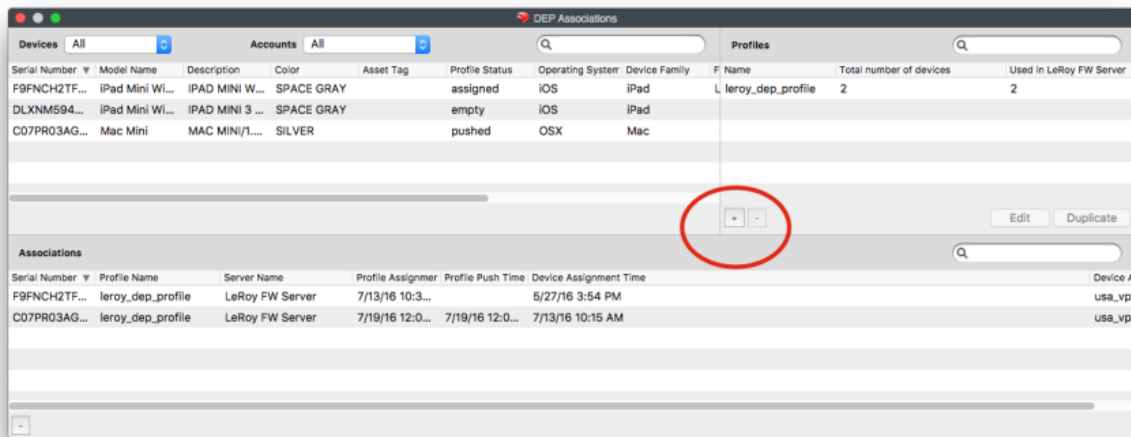 DEP Associations
Devices All Accounts All Profiles
Serial Number Model Name Description Color Asset Tag Profile Status Operating System Device Family F Name Total number of devices Used in LeRoy FW Server
F9FNCH2TF... iPad Mini Wi... IPAD MINI W... SPACE GRAY assigned iOS iPad L leroy_dep_profile 2 2
DLXNM594... iPad Mini Wi... IPAD MINI 3 ... SPACE GRAY empty iOS iPad
C07PR03AG... Mac Mini MAC MINI/1.... SILVER pushed OSX Mac
+ - Edit Duplicate
Associations
Serial Number Profile Name Server Name Profile Assignmer Profile Push Time Device Assignment Time Device A
F9FNCH2TF... leroy_dep_profile LeRoy FW Server 7/13/16 10:3... 5/27/16 3:54 PM usa_vp
C07PR03AG... leroy_dep_profile LeRoy FW Server 7/19/16 12:0... 7/19/16 12:0... 7/13/16 10:15 AM usa_vp
-